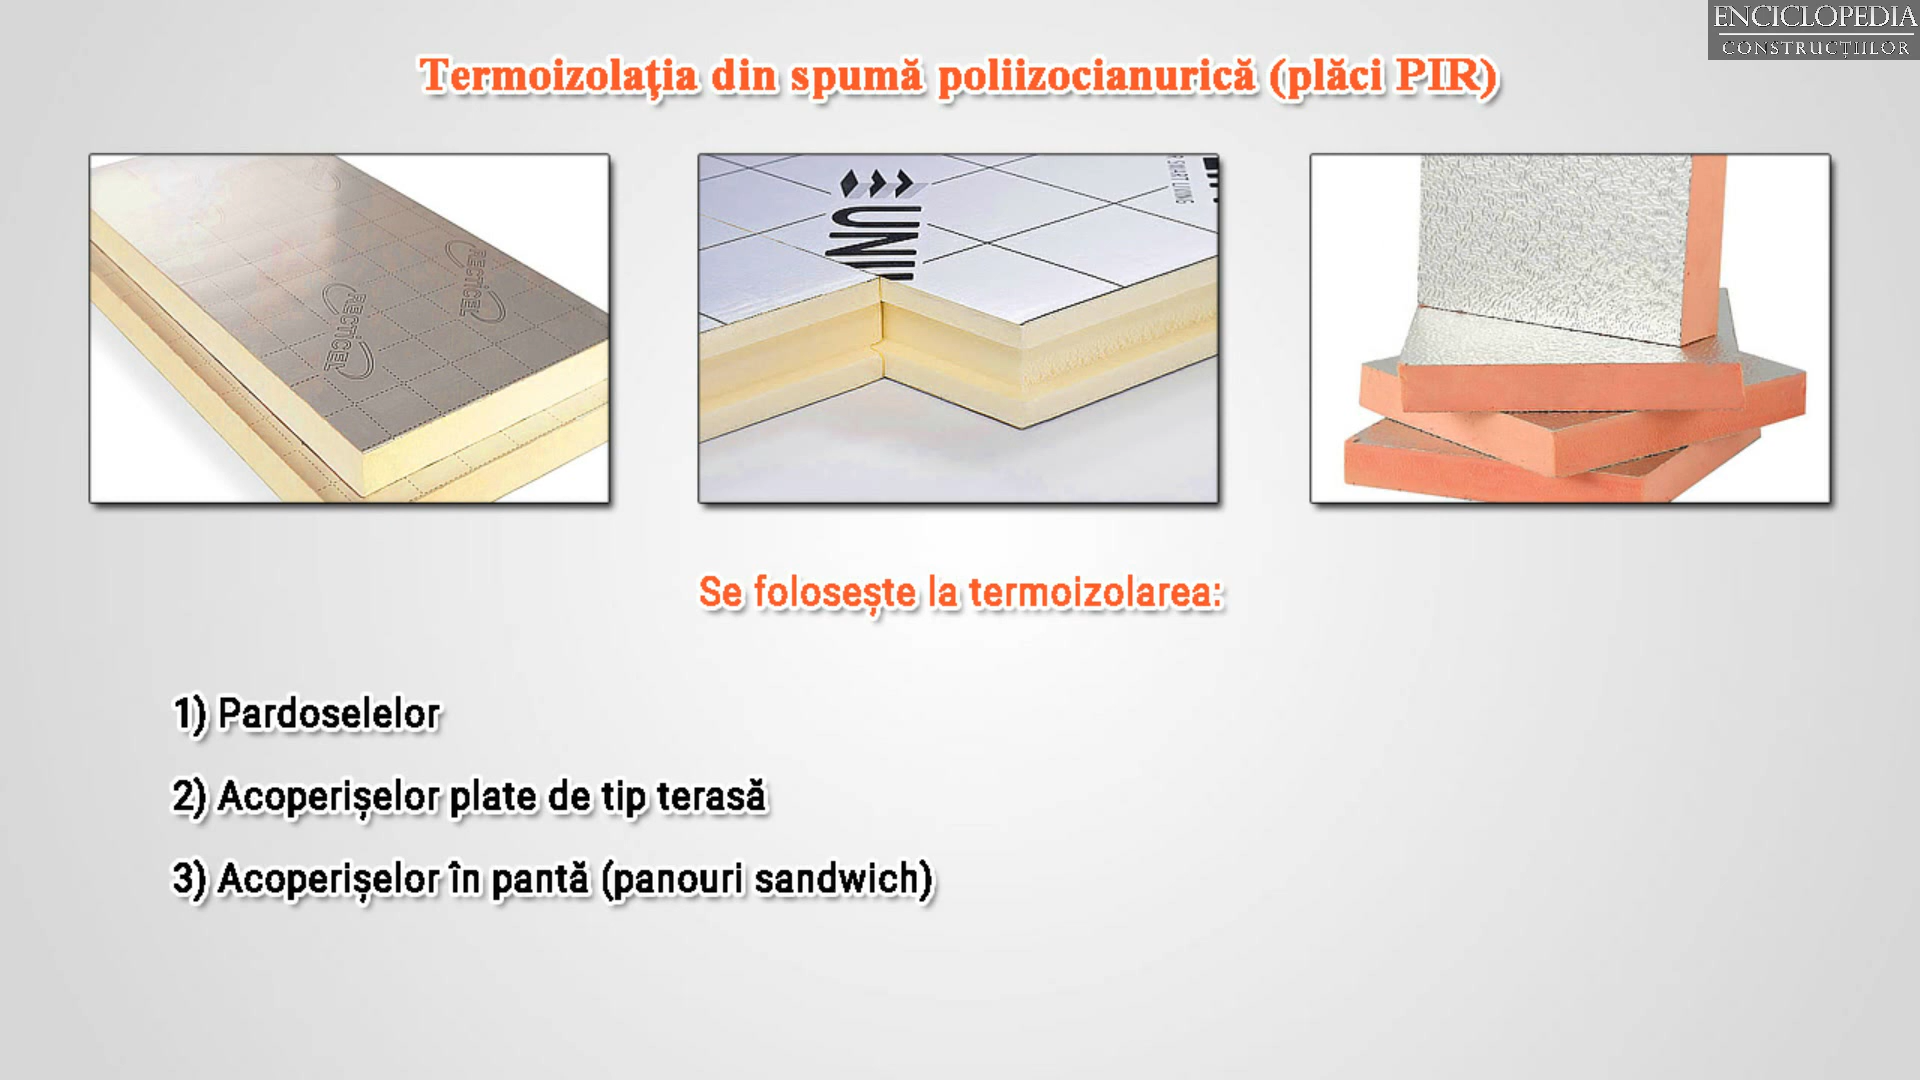 ENCICLOPEDIA
CONSTRUCȚIILOR
Termoizolaţia din spumă poliizocianurică (plăci PIR)
RECTICEL
RECTICEL
UNI
Se folosește la termoizolarea:
1) Pardoselelor
2) Acoperișelor plate de tip terasă
3) Acoperișelor în pantă (panouri sandwich)